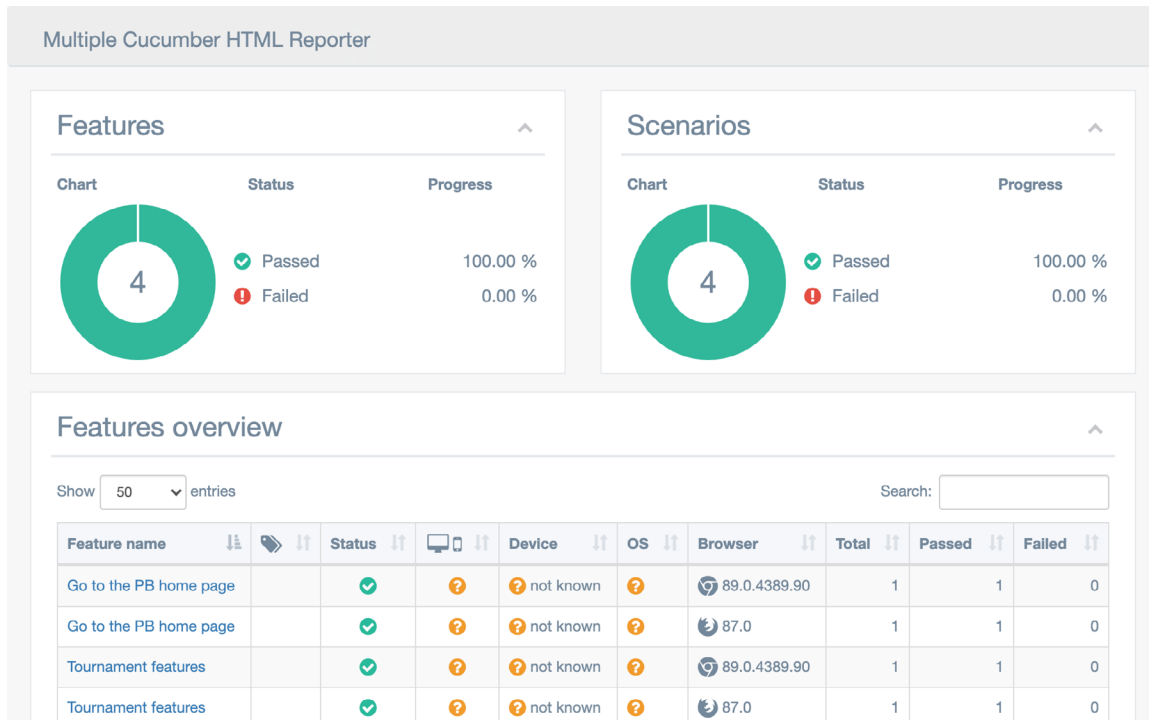 Multiple Cucumber HTML Reporter
Features
Chart Status Progress
4
Passed 100.00 %
Failed 0.00 %
Scenarios
Chart Status Progress
4
Passed 100.00 %
Failed 0.00 %
Features overview
Show 50 entries Search:
Feature name Status Device OS Browser Total Passed Failed
Go to the PB home page not known 89.0.4389.90 1 1 0
Go to the PB home page not known 87.0 1 1 0
Tournament features not known 89.0.4389.90 1 1 0
Tournament features not known 87.0 1 1 0